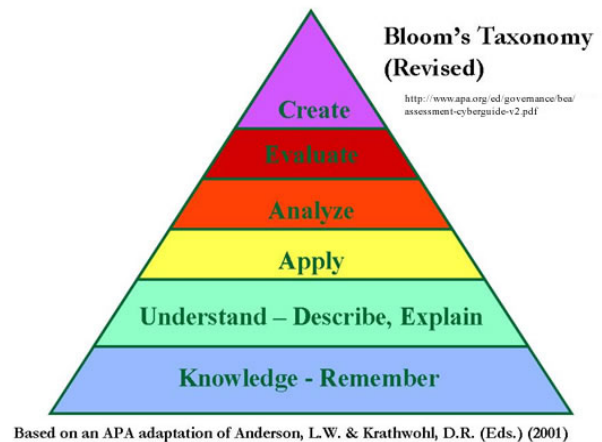 Bloom's Taxonomy
(Revised)
http://www.apa.org/ed/governance/bea/
assessment-cyberguide-v2.pdf
Create
Evaluate
Analyze
Apply
Understand – Describe, Explain
Knowledge - Remember
Based on an APA adaptation of Anderson, L.W. & Krathwohl, D.R. (Eds.) (2001)